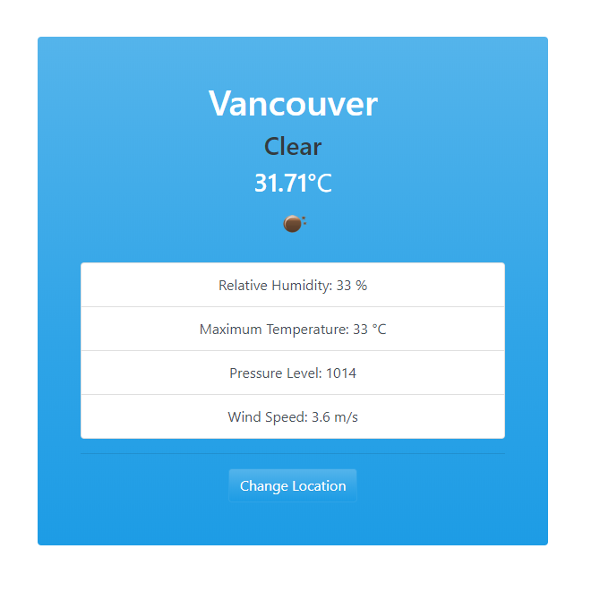 Vancouver
Clear
31.71°C
Relative Humidity: 33 %
Maximum Temperature: 33 °C
Pressure Level: 1014
Wind Speed: 3.6 m/s
Change Location